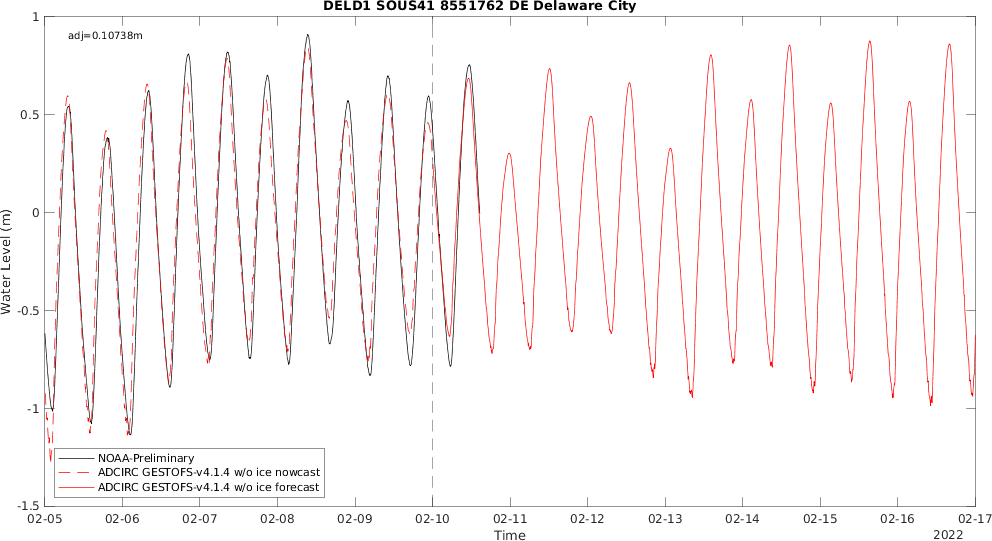 DELD1 SOUS41 8551762 DE Delaware City
adj=0.10738m
1
0.5
0
-0.5
-1
-1.5
Water Level (m)
NOAA-Preliminary
ADCIRC GESTOFS-v4.1.4 w/o ice nowcast
ADCIRC GESTOFS-v4.1.4 w/o ice forecast
02-05 02-06 02-07 02-08 02-09 02-10 02-11 02-12 02-13 02-14 02-15 02-16 02-17
Time
2022